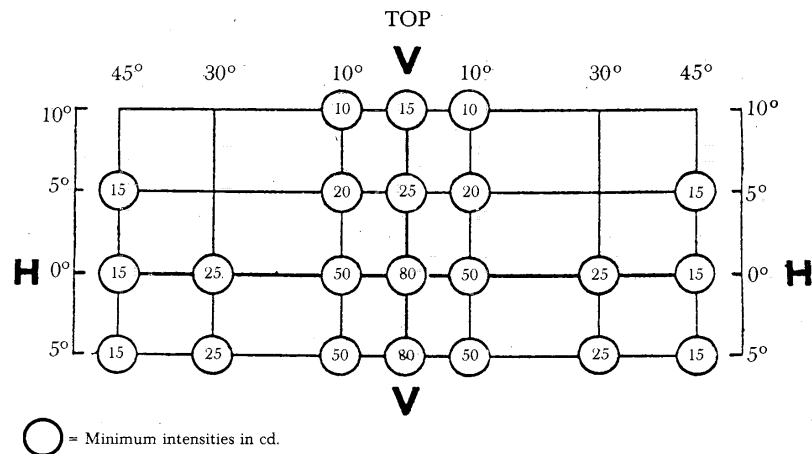 TOP
V
45° 30° 10° 10° 30° 45°
10° 10 15 10 10°
5° 15 20 25 20 15 5°
H 0° 15 25 50 80 50 25 15 0° H
5° 15 25 50 80 50 25 15 5°
V
= Minimum intensities in cd.